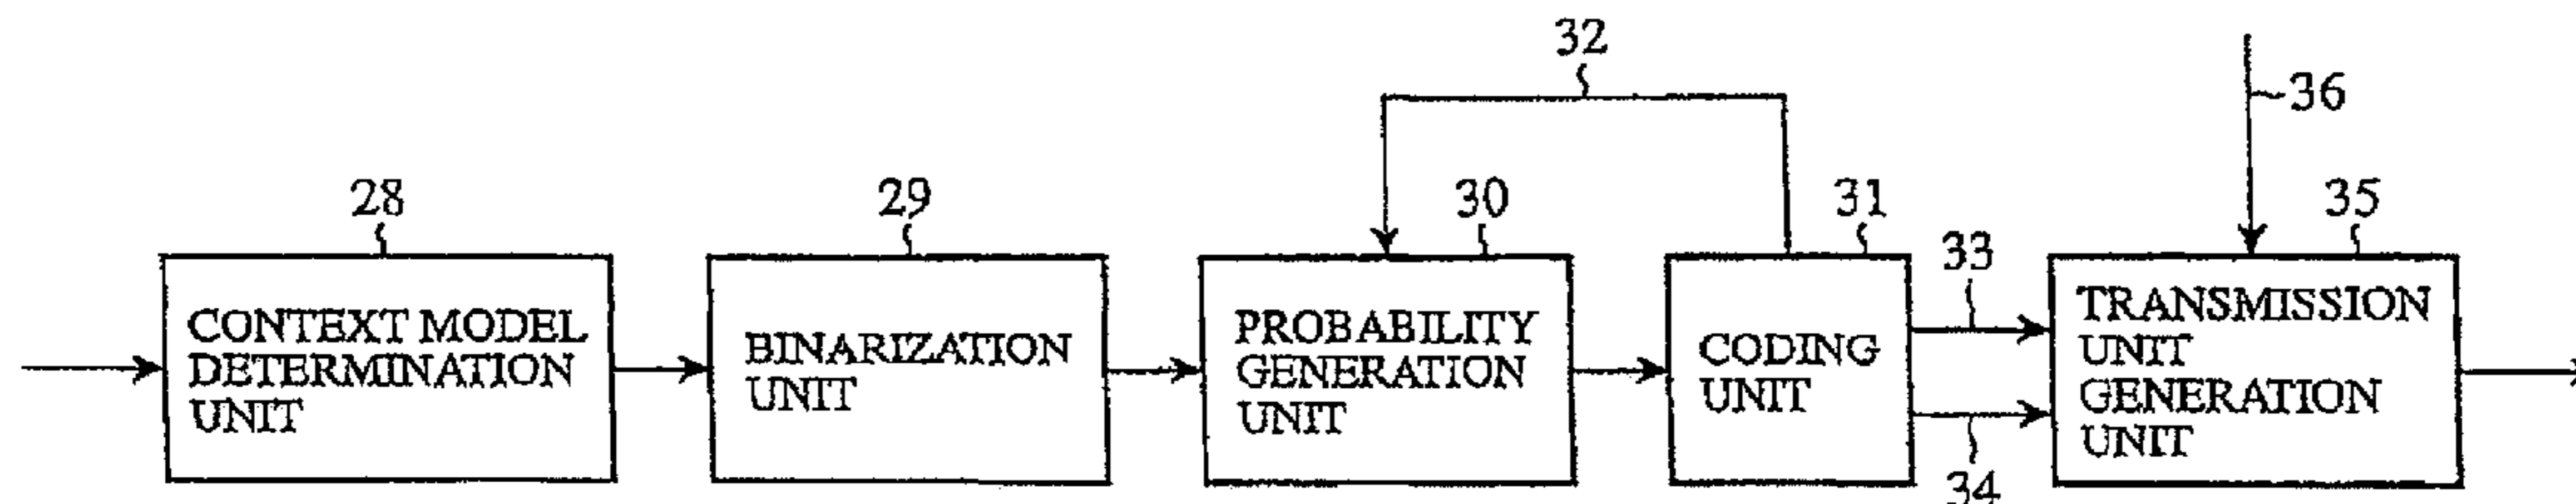 32
36
28
29
30
31
33
35
CONTEXT MODEL
DETERMINATION
UNIT
BINARIZATION
UNIT
PROBABILITY
GENERATION
UNIT
CODING
UNIT
TRANSMISSION
UNIT
GENERATION
UNIT
34